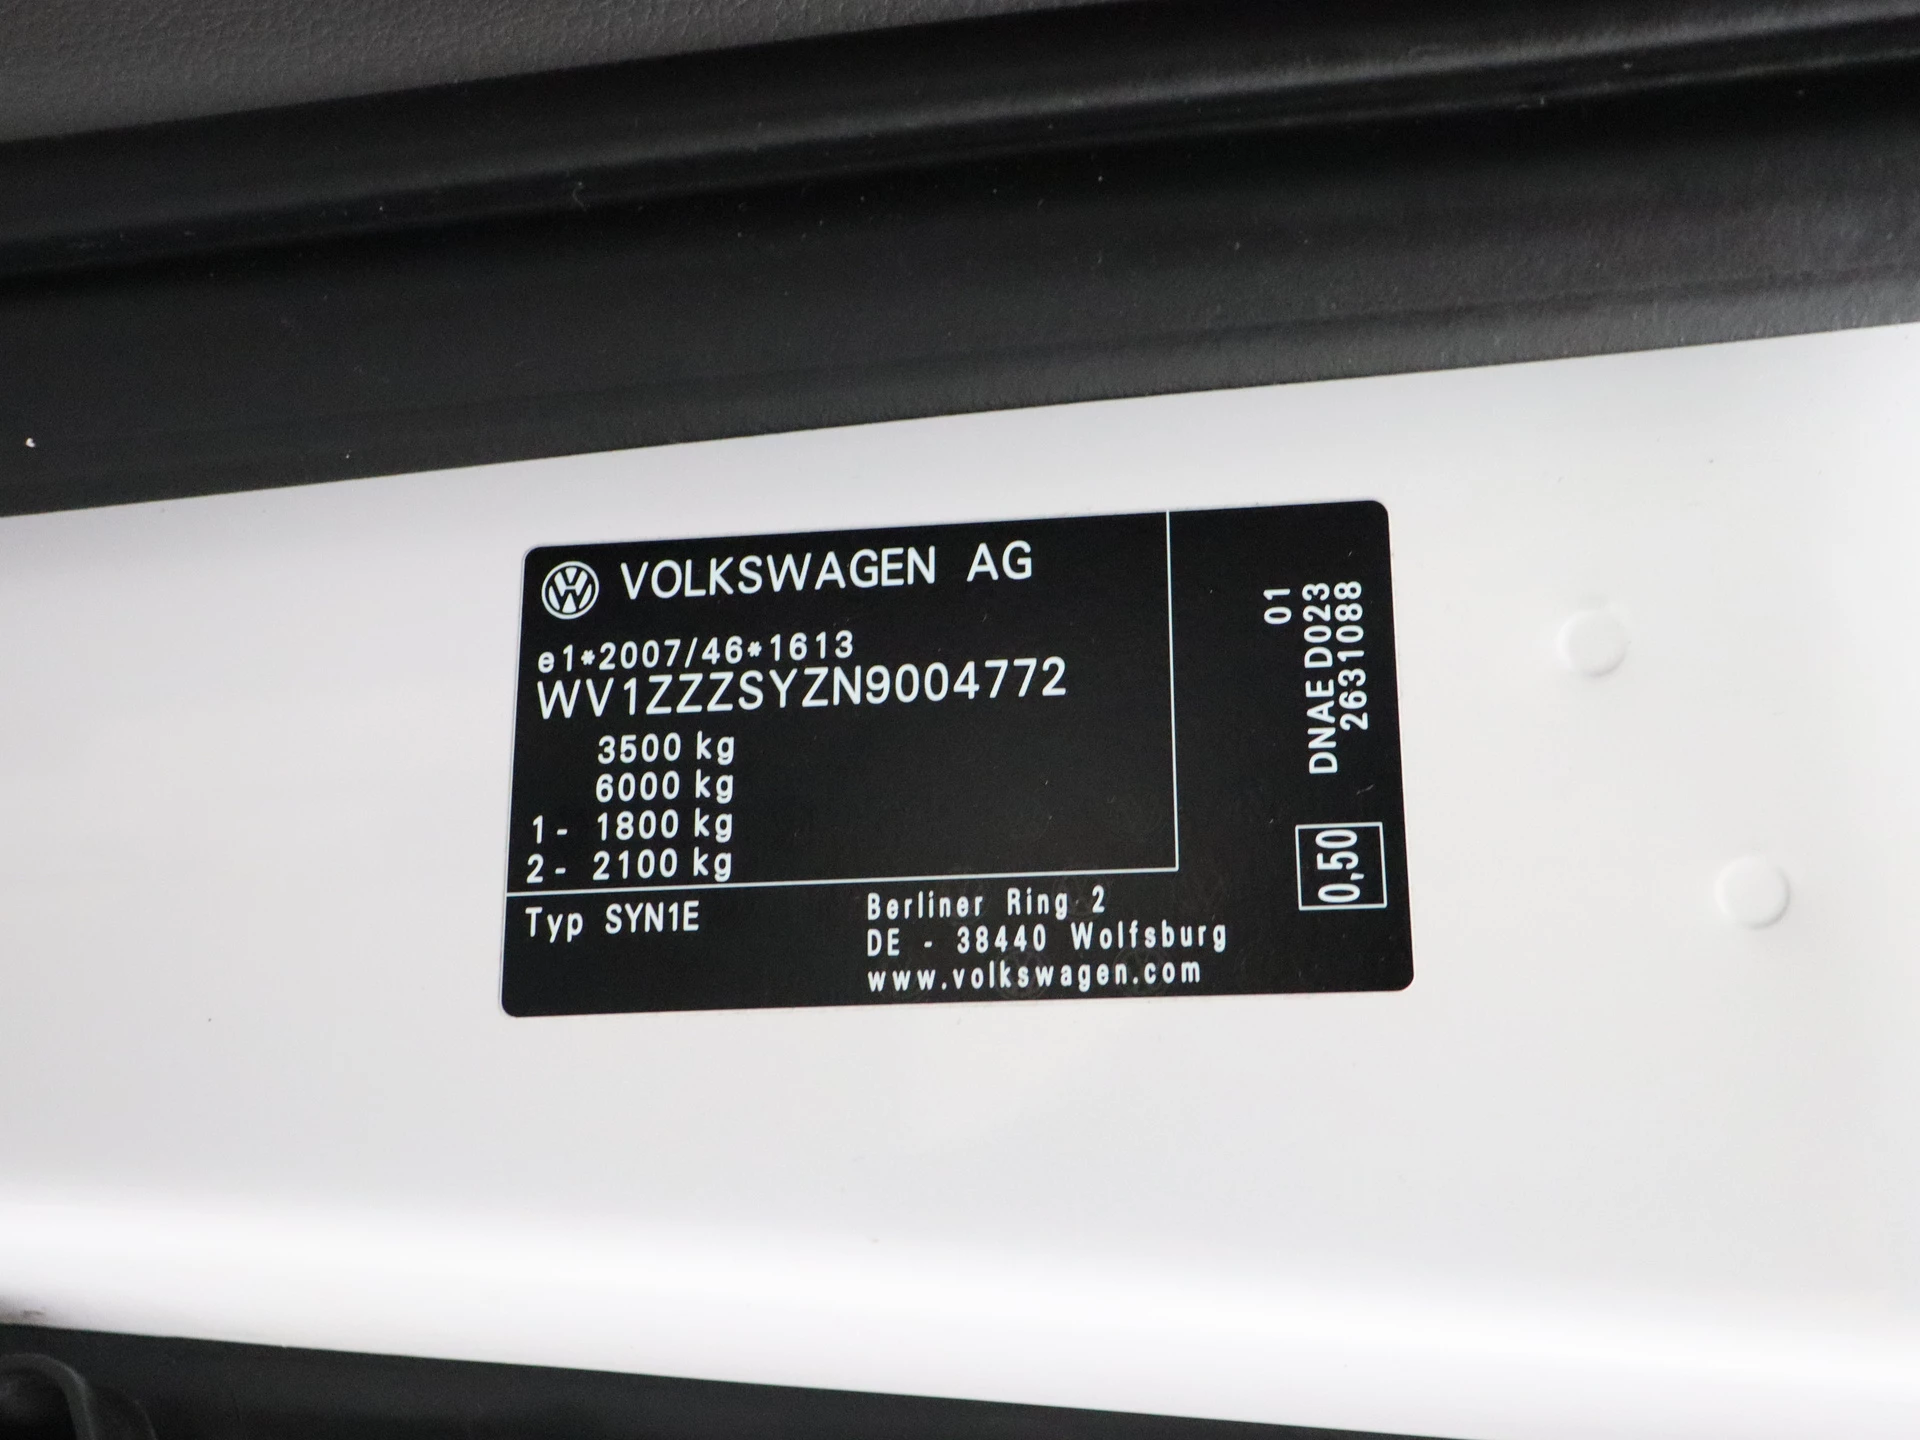 VOLKSWAGEN AG
e1*2007/46*1613
WV1ZZZSYZN9004772
3500 kg
6000 kg
1- 1800 kg
2- 2100 kg
Typ SYN1E
Berliner Ring 2
DE - 38440 Wolfsburg
www.volkswagen.com
01
DNAE D023
2631088
0,50